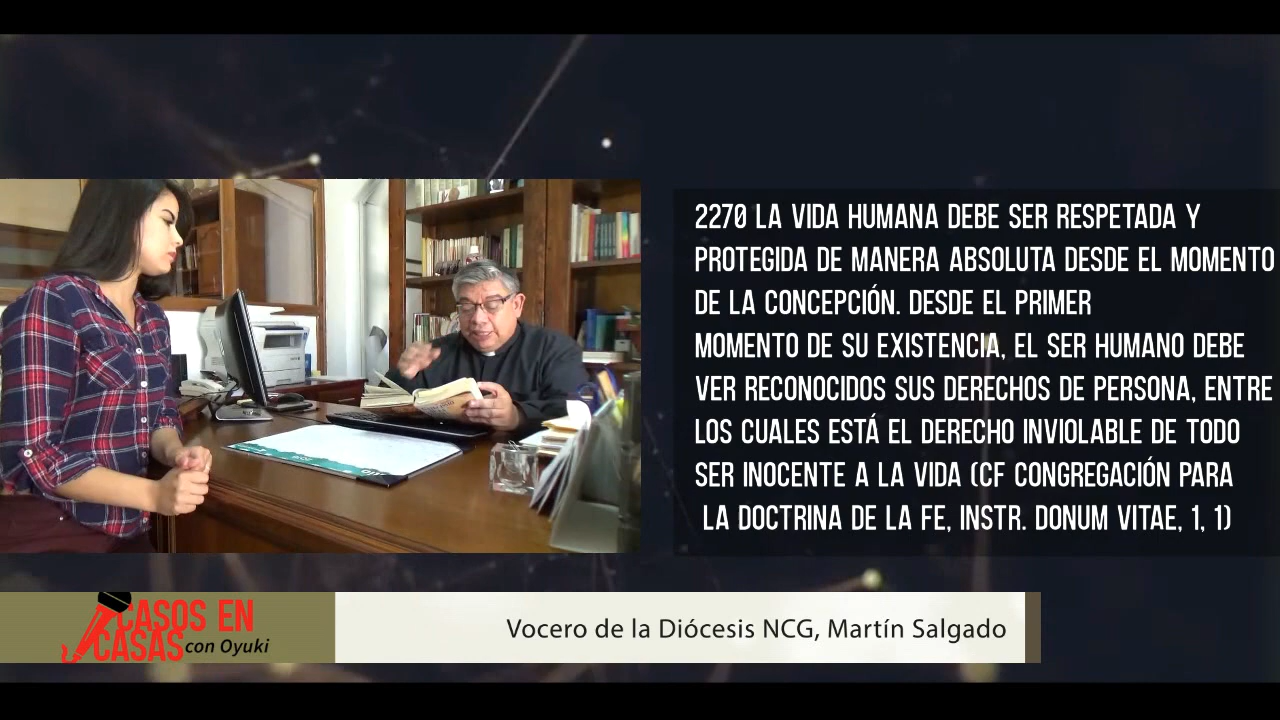 2270 LA VIDA HUMANA DEBE SER RESPETADA Y
PROTEGIDA DE MANERA ABSOLUTA DESDE EL MOMENTO
DE LA CONCEPCIÓN. DESDE EL PRIMER
MOMENTO DE SU EXISTENCIA, EL SER HUMANO DEBE
VER RECONOCIDOS SUS DERECHOS DE PERSONA, ENTRE
LOS CUALES ESTÁ EL DERECHO INVIOLABLE DE TODO
SER INOCENTE A LA VIDA (CF CONGREGACIÓN PARA
LA DOCTRINA DE LA FE, INSTR. DONUM VITAE, 1, 1)
CASOS EN
CASAS con Oyuki
Vocero de la Diócesis NCG, Martín Salgado